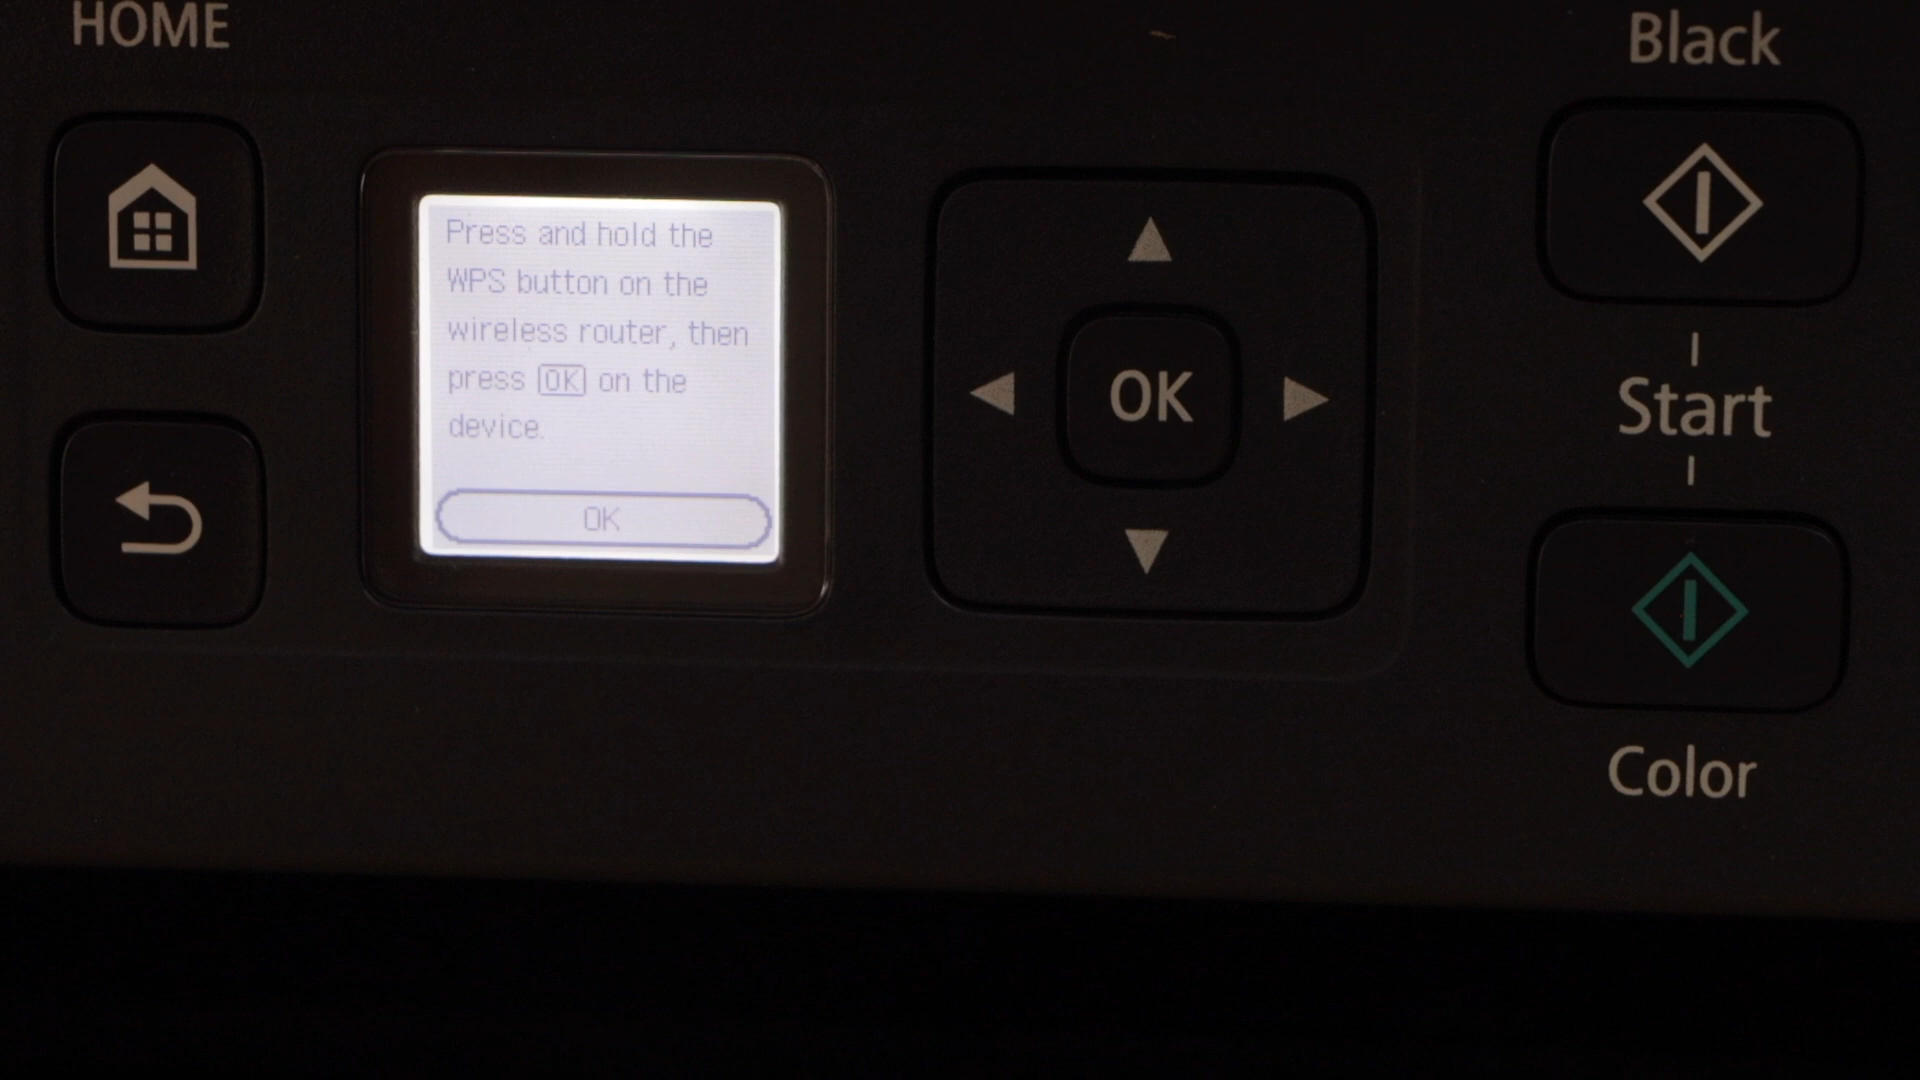 HOME
Press and hold the
WPS button on the
wireless router, then
press OK on the
device.
OK
OK
Black
Start
Color